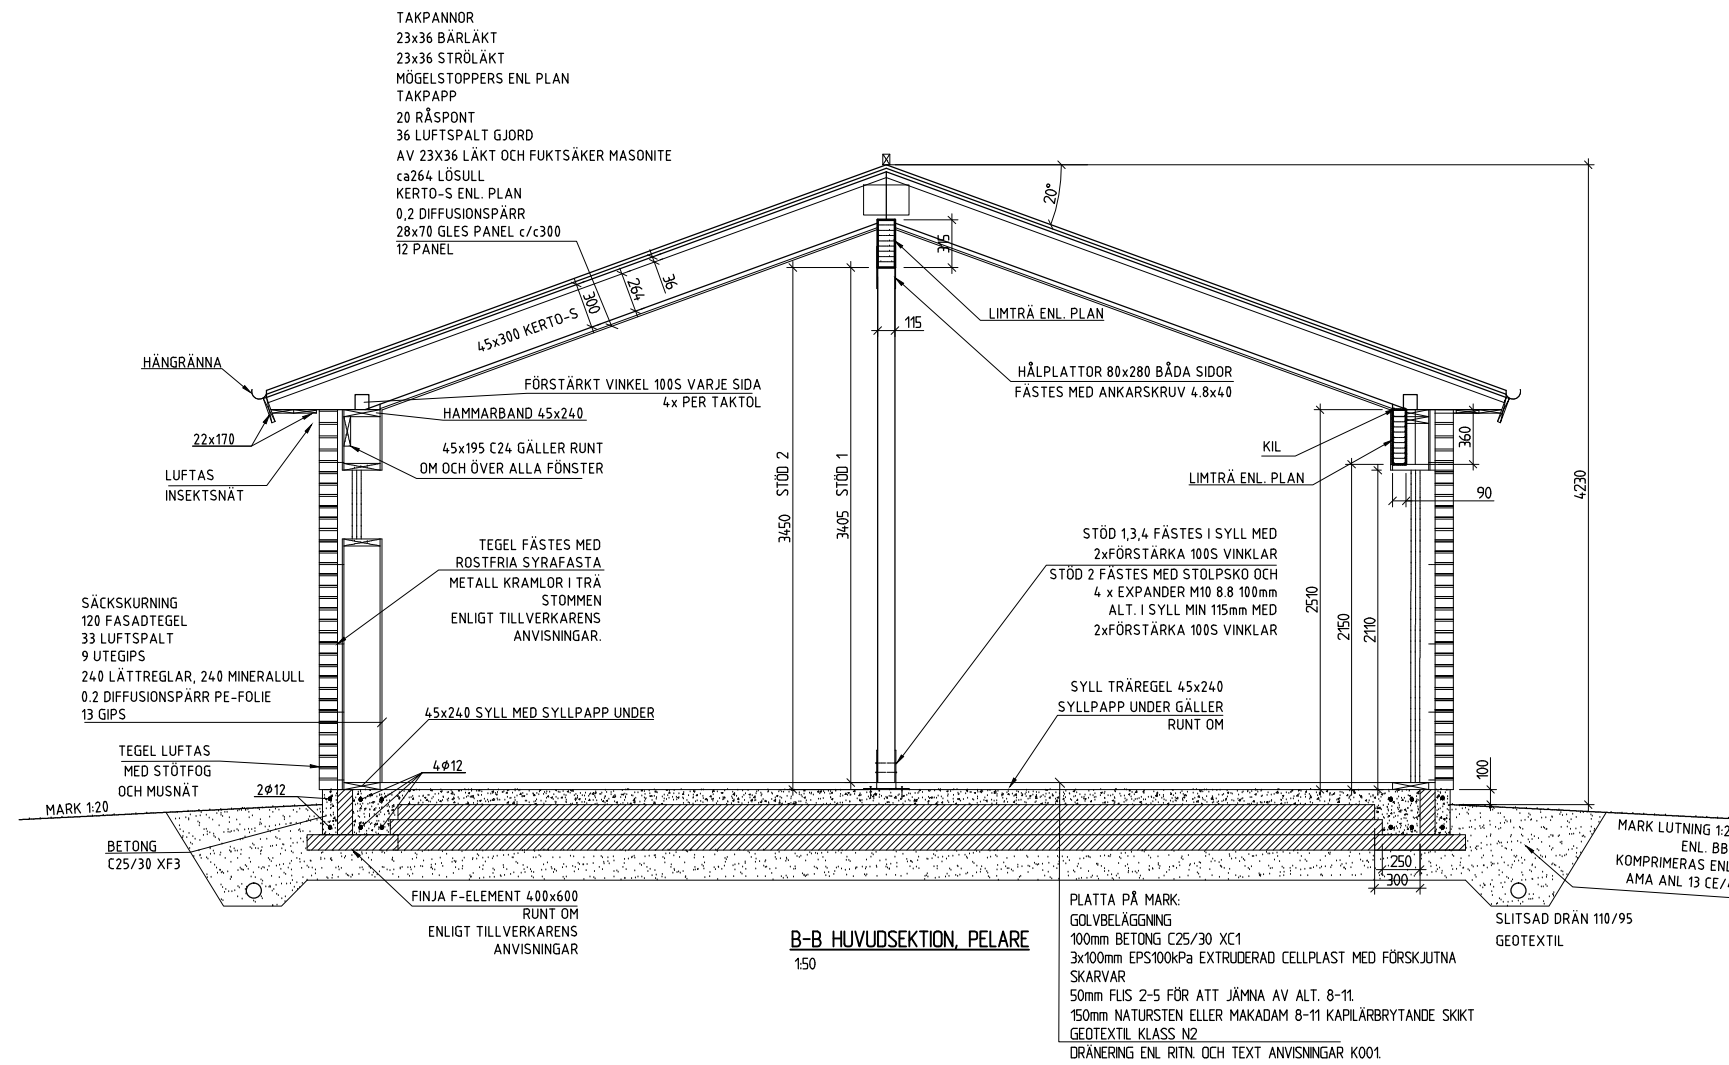 TAKPANNOR
23x36 BÄRLÄKT
23x36 STRÖLÄKT
MÖGELSTOPPERS ENL PLAN
TAKPAPP
20 RÅSPONT
36 LUFTSPALT GJORD
AV 23X36 LÄKT OCH FUKTSÄKER MASONITE
ca264 LÖSULL
KERTO-S ENL. PLAN
0,2 DIFFUSIONSPÄRR
28x70 GLES PANEL c/c300
12 PANEL
20°
315
36
264
300
45x300 KERTO-S
115
LIMTRÄ ENL. PLAN
HÅLPLATTOR 80x280 BÅDA SIDOR
FÄSTES MED ANKARSKRUV 4.8x40
HÄNGRÄNNA
FÖRSTÄRKT VINKEL 100S VARJE SIDA
4x PER TAKTOL
HAMMARBAND 45x240
22x170
45x195 C24 GÄLLER RUNT
OM OCH ÖVER ALLA FÖNSTER
LUFTAS
INSEKTSNÄT
3450 STÖD 2
3405 STÖD 1
KIL
LIMTRÄ ENL. PLAN
360
90
4230
TEGEL FÄSTES MED
ROSTFRIA SYRAFASTA
METALL KRAMLOR I TRÄ
STOMMEN
ENLIGT TILLVERKARENS
ANVISNINGAR.
STÖD 1,3,4 FÄSTES I SYLL MED
2xFÖRSTÄRKA 100S VINKLAR
STÖD 2 FÄSTES MED STOLPSKO OCH
4 x EXPANDER M10 8.8 100mm
ALT. I SYLL MIN 115mm MED
2xFÖRSTÄRKA 100S VINKLAR
2510
2150
2110
SÄCKSKURNING
120 FASADTEGEL
33 LUFTSPALT
9 UTEGIPS
240 LÄTTREGLAR, 240 MINERALULL
0.2 DIFFUSIONSPÄRR PE-FOLIE
13 GIPS
45x240 SYLL MED SYLLPAPP UNDER
SYLL TRÄREGEL 45x240
SYLLPAPP UNDER GÄLLER
RUNT OM
TEGEL LUFTAS
MED STÖTFOG
OCH MUSNÄT
4ø12
2ø12
100
MARK 1:20
BETONG
C25/30 XF3
MARK LUTNING 1:2
ENL. BB
KOMPRIMERAS ENL
AMA ANL 13 CE/
250
300
FINJA F-ELEMENT 400x600
RUNT OM
ENLIGT TILLVERKARENS
ANVISNINGAR
SLITSAD DRÄN 110/95
GEOTEXTIL
B-B HUVUDSEKTION, PELARE
1:50
PLATTA PÅ MARK:
GOLVBELÄGGNING
100mm BETONG C25/30 XC1
3x100mm EPS100kPa EXTRUDERAD CELLPLAST MED FÖRSKJUTNA
SKARVAR
50mm FLIS 2-5 FÖR ATT JÄMNA AV ALT. 8-11.
150mm NATURSTEN ELLER MAKADAM 8-11 KAPILÄRBRYTANDE SKIKT
GEOTEXTIL KLASS N2
DRÄNERING ENL RITN. OCH TEXT ANVISNINGAR K001.